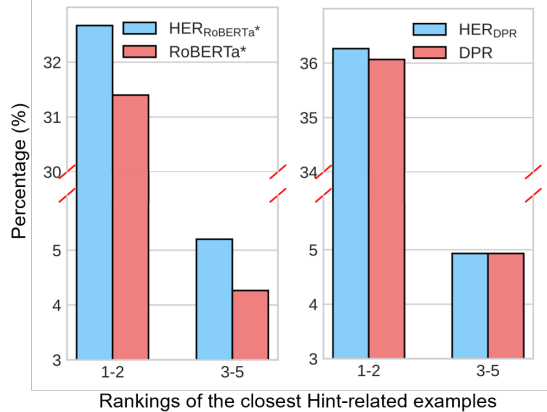 HER_RoBERTa*
RoBERTa*
32
31
30
5
4
3
1-2
3-5
HER_DPR
DPR
36
35
34
5
4
3
1-2
3-5
Percentage (%)
Rankings of the closest Hint-related examples